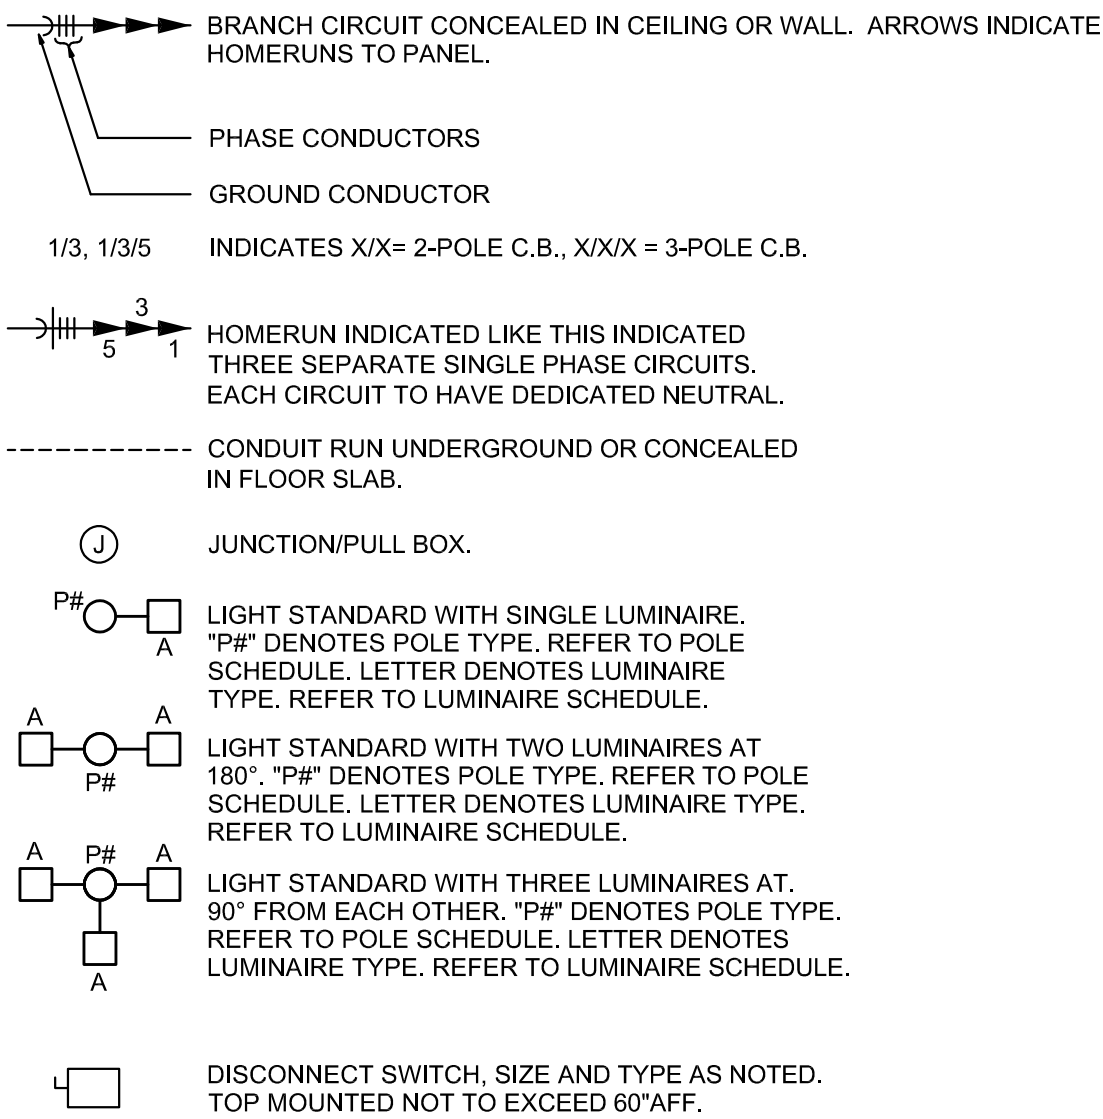 BRANCH CIRCUIT CONCEALED IN CEILING OR WALL. ARROWS INDICATE
HOMERUNS TO PANEL.
PHASE CONDUCTORS
GROUND CONDUCTOR
1/3, 1/3/5 INDICATES X/X= 2-POLE C.B., X/X/X = 3-POLE C.B.
3
5 1
HOMERUN INDICATED LIKE THIS INDICATED
THREE SEPARATE SINGLE PHASE CIRCUITS.
EACH CIRCUIT TO HAVE DEDICATED NEUTRAL.
CONDUIT RUN UNDERGROUND OR CONCEALED
IN FLOOR SLAB.
J JUNCTION/PULL BOX.
P#
A
LIGHT STANDARD WITH SINGLE LUMINAIRE.
"P#" DENOTES POLE TYPE. REFER TO POLE
SCHEDULE. LETTER DENOTES LUMINAIRE
TYPE. REFER TO LUMINAIRE SCHEDULE.
A A
P#
LIGHT STANDARD WITH TWO LUMINAIRES AT
180°. "P#" DENOTES POLE TYPE. REFER TO POLE
SCHEDULE. LETTER DENOTES LUMINAIRE TYPE.
REFER TO LUMINAIRE SCHEDULE.
A P# A
A
LIGHT STANDARD WITH THREE LUMINAIRES AT.
90° FROM EACH OTHER. "P#" DENOTES POLE TYPE.
REFER TO POLE SCHEDULE. LETTER DENOTES
LUMINAIRE TYPE. REFER TO LUMINAIRE SCHEDULE.
DISCONNECT SWITCH, SIZE AND TYPE AS NOTED.
TOP MOUNTED NOT TO EXCEED 60"AFF.